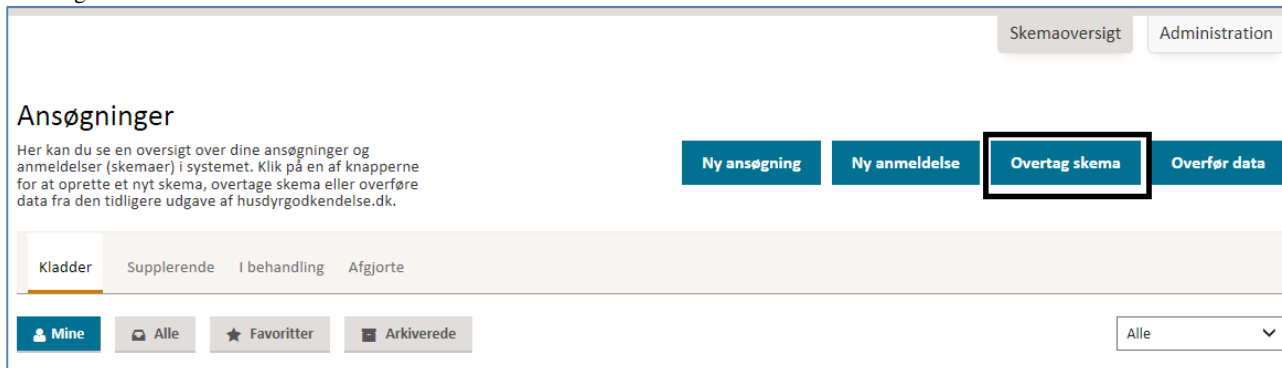 Skemaoversigt
Administration
Ansøgninger
Her kan du se en oversigt over dine ansøgninger og
anmeldelser (skemaer) i systemet. Klik på en af knapperne
for at oprette et nyt skema, overtage skema eller overføre
data fra den tidligere udgave af husdyrgodkendelse.dk.
Ny ansøgning
Ny anmeldelse
Overtag skema
Overfør data
Kladder
Supplerende
I behandling
Afgjorte
Mine
Alle
Favoritter
Arkiverede
Alle